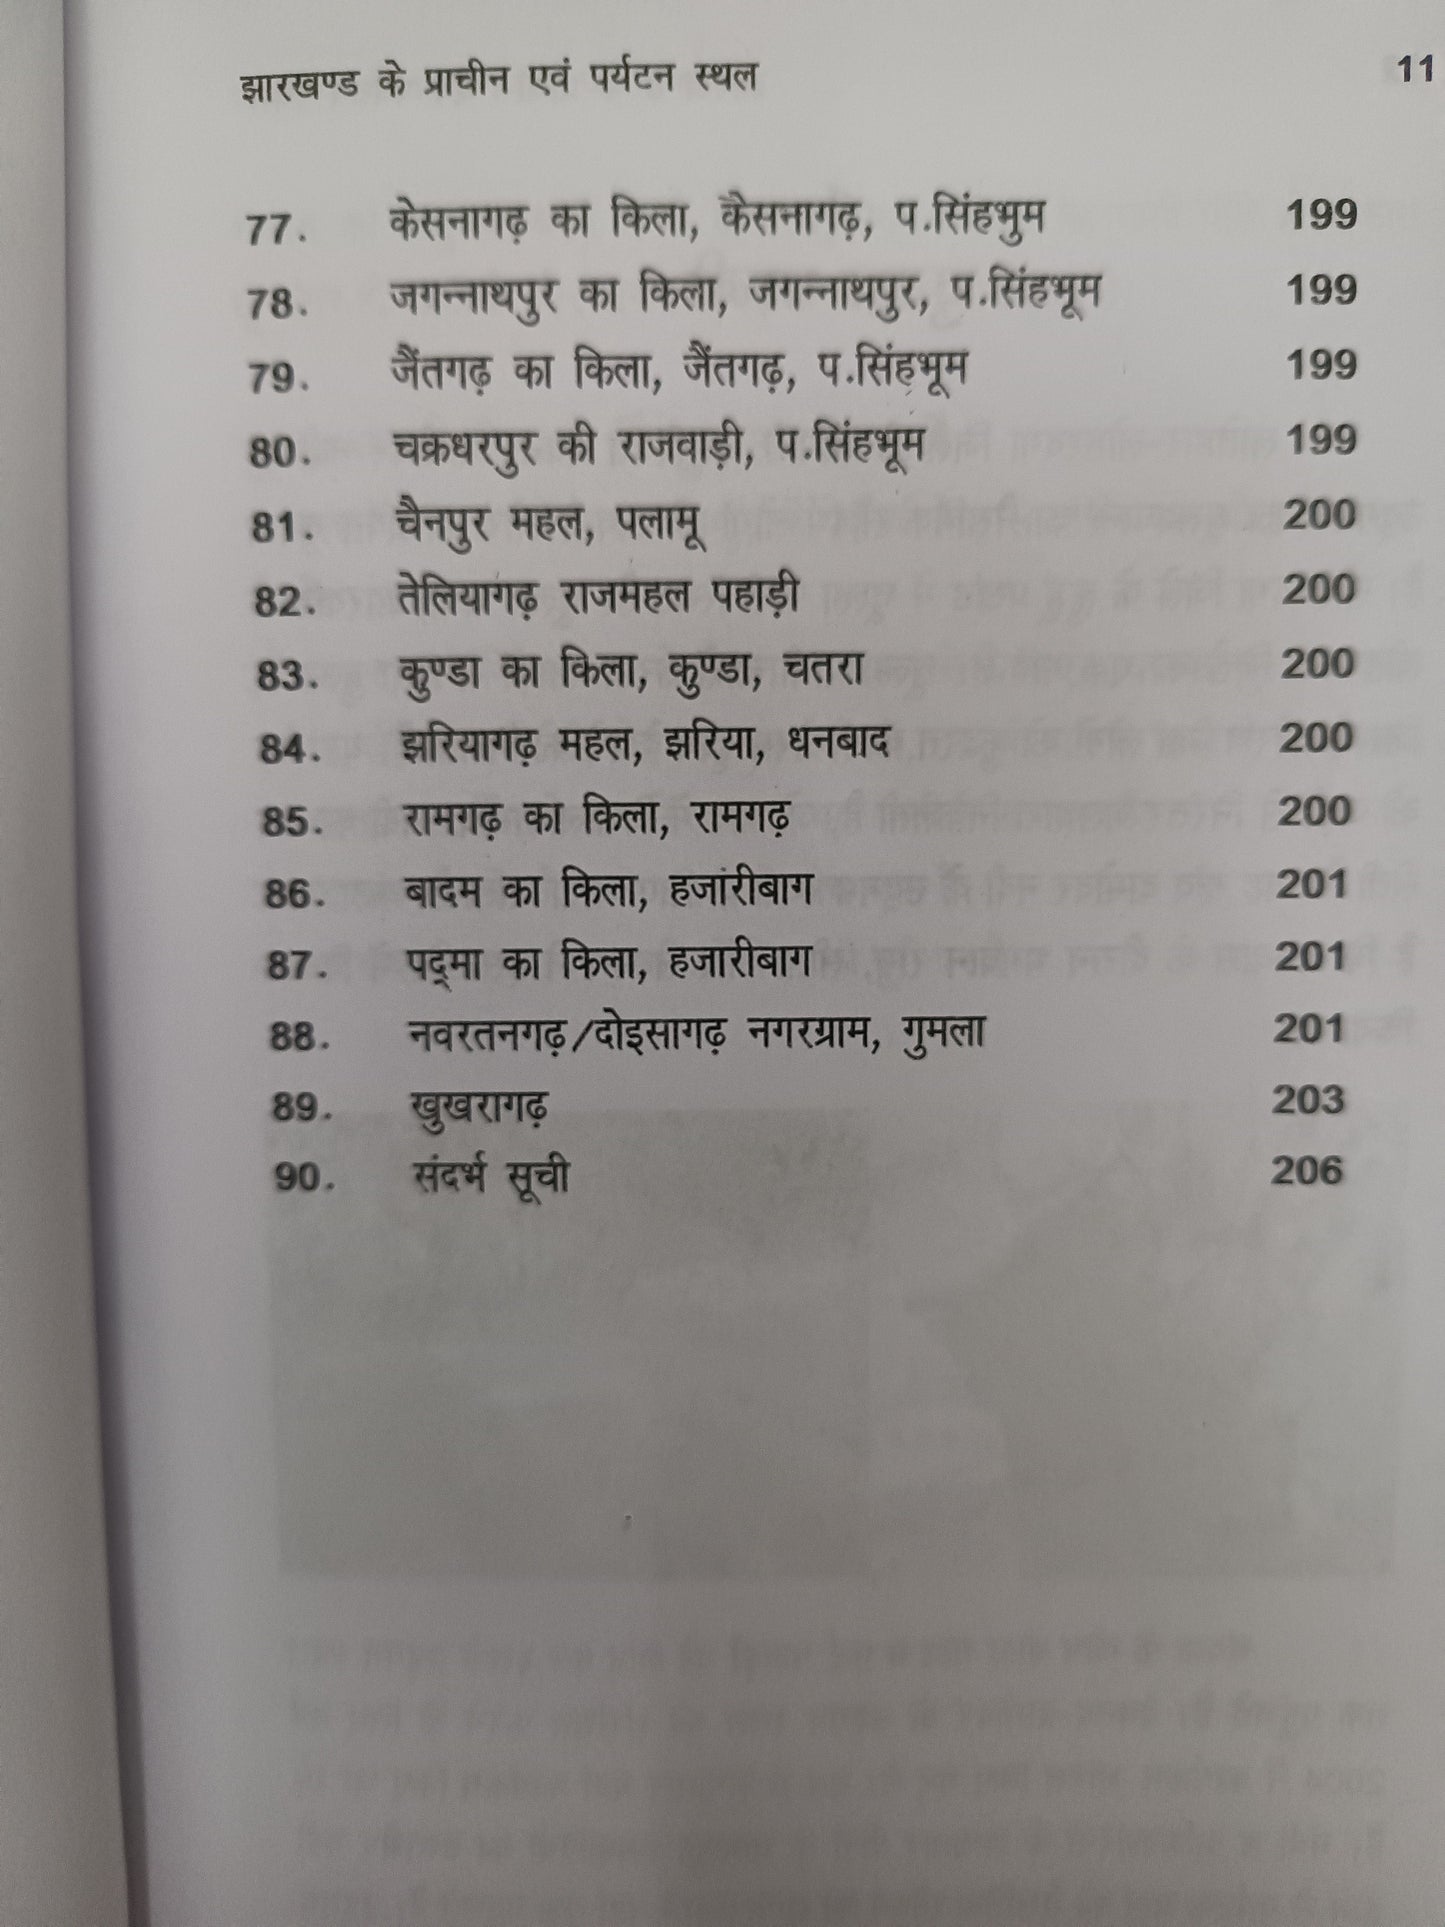 झारखण्ड के प्राचीन एवं पर्यटन स्थल 11
77. केसनागढ़ का किला, कैसनागढ़, प.सिंहभुम 199
78. जगन्नाथपुर का किला, जगन्नाथपुर, प.सिंहभूम 199
79. जैंतगढ़ का किला, जैंतगढ़, प.सिंहभूम 199
80. चक्रधरपुर की राजवाड़ी, प.सिंहभूम 199
81. चैनपुर महल, पलामू 200
82. तेलियागढ़ राजमहल पहाड़ी 200
83. कुण्डा का किला, कुण्डा, चतरा 200
84. झरियागढ़ महल, झरिया, धनबाद 200
85. रामगढ़ का किला, रामगढ़ 200
86. बादम का किला, हजारीबाग 201
87. पद्‌मा का किला, हजारीबाग 201
88. नवरतनगढ़/दोइसागढ़ नगरग्राम, गुमला 201
89. खुखरागढ़ 203
90. संदर्भ सूची 206